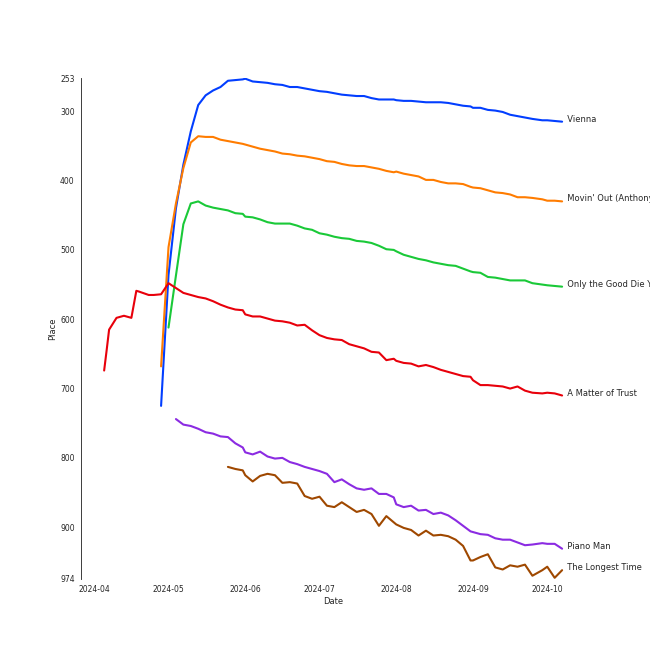 253
300
400
500
600
700
800
900
974
Place
2024-04
2024-05
2024-06
2024-07
2024-08
2024-09
2024-10
Date
Vienna
Movin' Out (Anthony
Only the Good Die Y
A Matter of Trust
Piano Man
The Longest Time